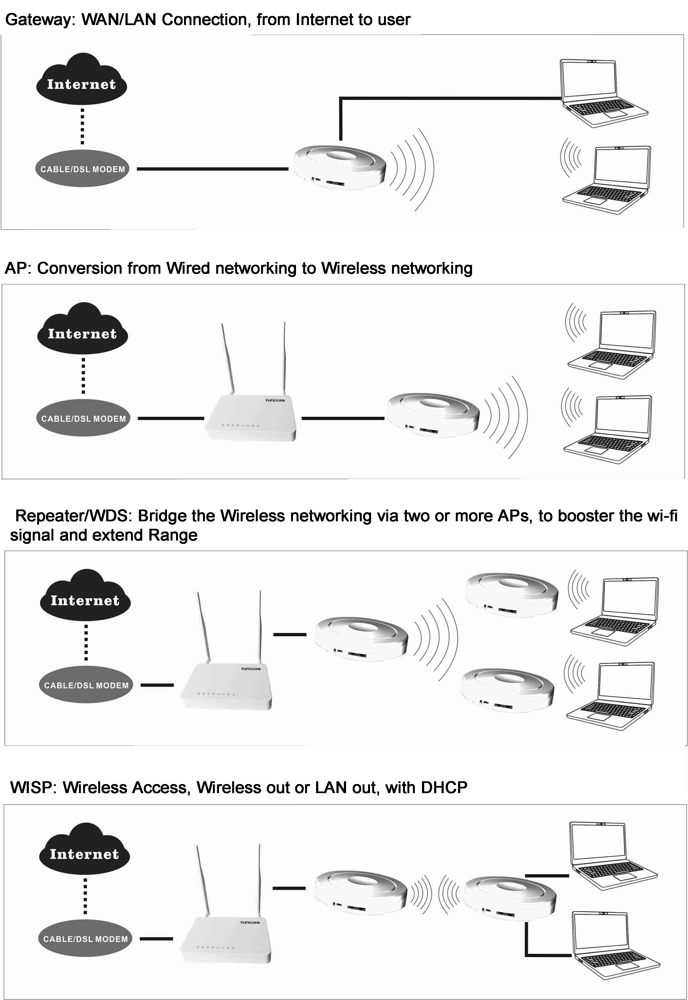 Gateway: WAN/LAN Connection, from Internet to user
Internet
CABLE/DSL MODEM
AP: Conversion from Wired networking to Wireless networking
Internet
Yuncore
CABLE/DSL MODEM
Repeater/WDS: Bridge the Wireless networking via two or more APs, to booster the wi-fi
signal and extend Range
Internet
Yuncore
CABLE/DSL MODEM
WISP: Wireless Access, Wireless out or LAN out, with DHCP
Internet
Yuncore
CABLE/DSL MODEM